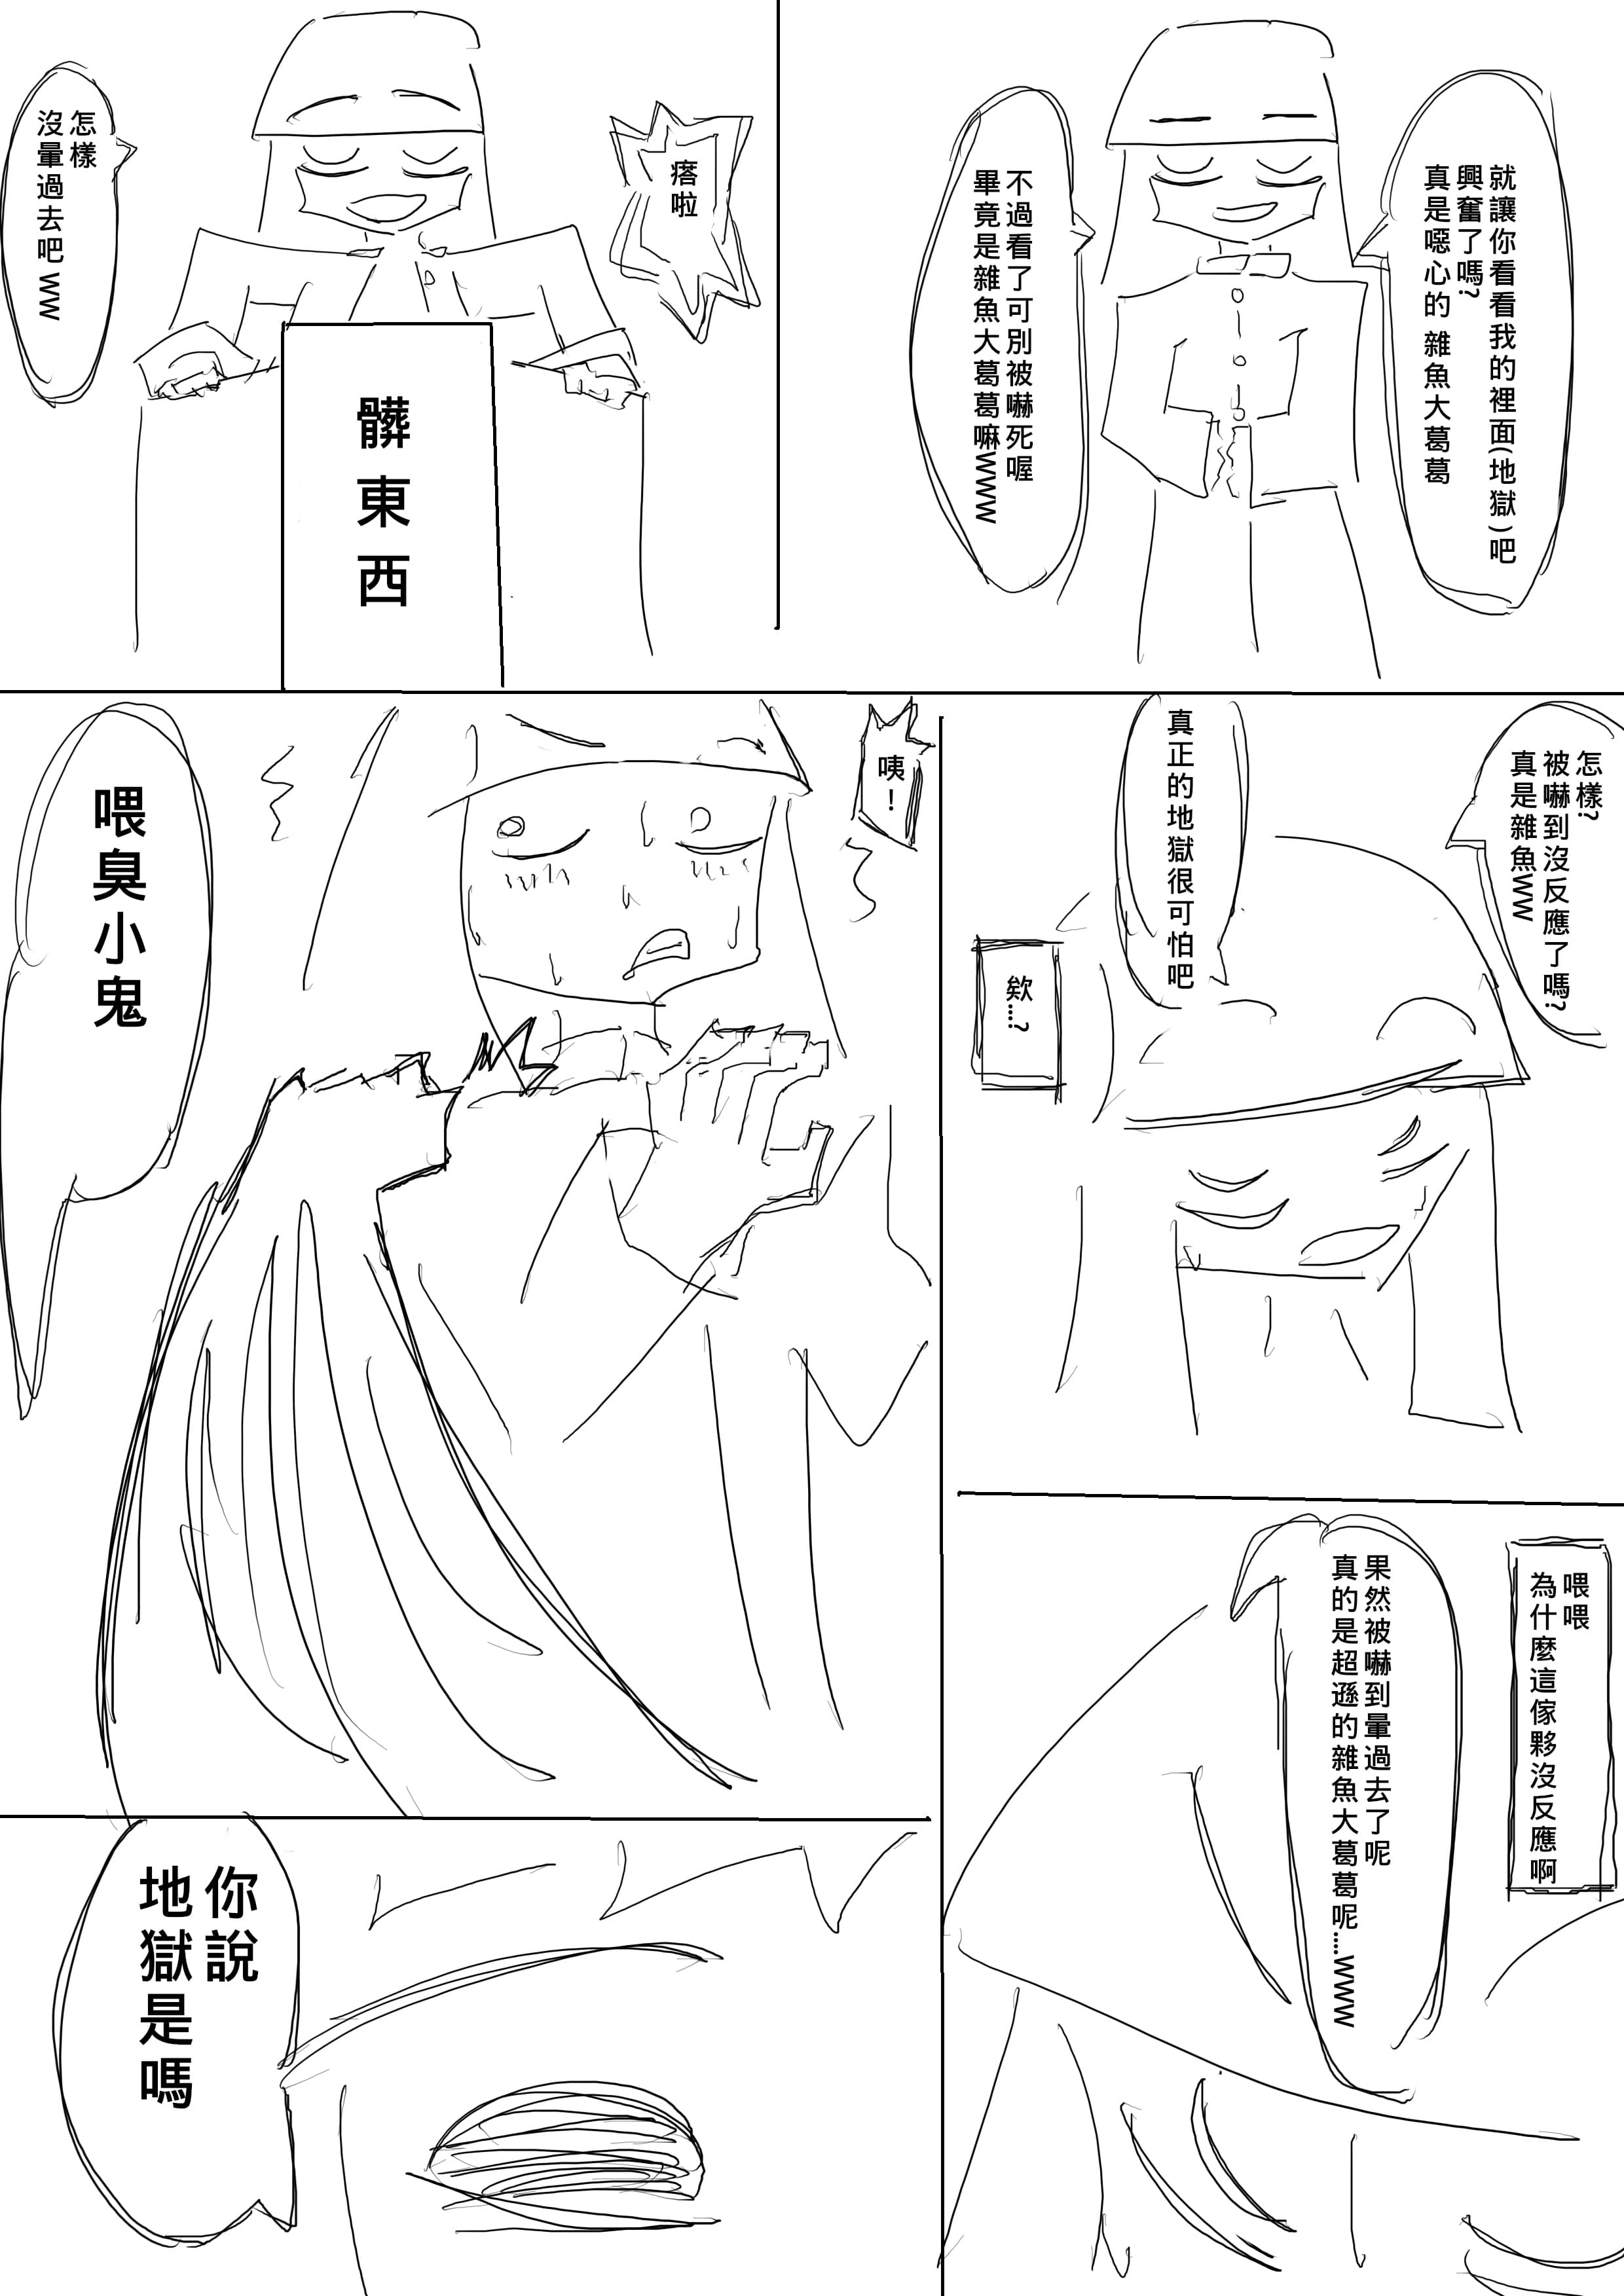 就讓你看看我的裡面(地獄)吧
興奮了嗎?
真是噁心的 雜魚大葛葛
不過看了可別被嚇死喔
畢竟是雜魚大葛葛嘛WWW
瘩啦
怎樣
沒暈過去吧 WW
髒東西
怎樣?
被嚇到沒反應了嗎?
真是雜魚WW
真正的地獄很可怕吧
欸....?
喂喂
為什麼這傢夥沒反應啊
果然被嚇到暈過去了呢
真的是超遜的雜魚大葛葛呢....WWW
咦!
喂臭小鬼
你說
地獄是嗎